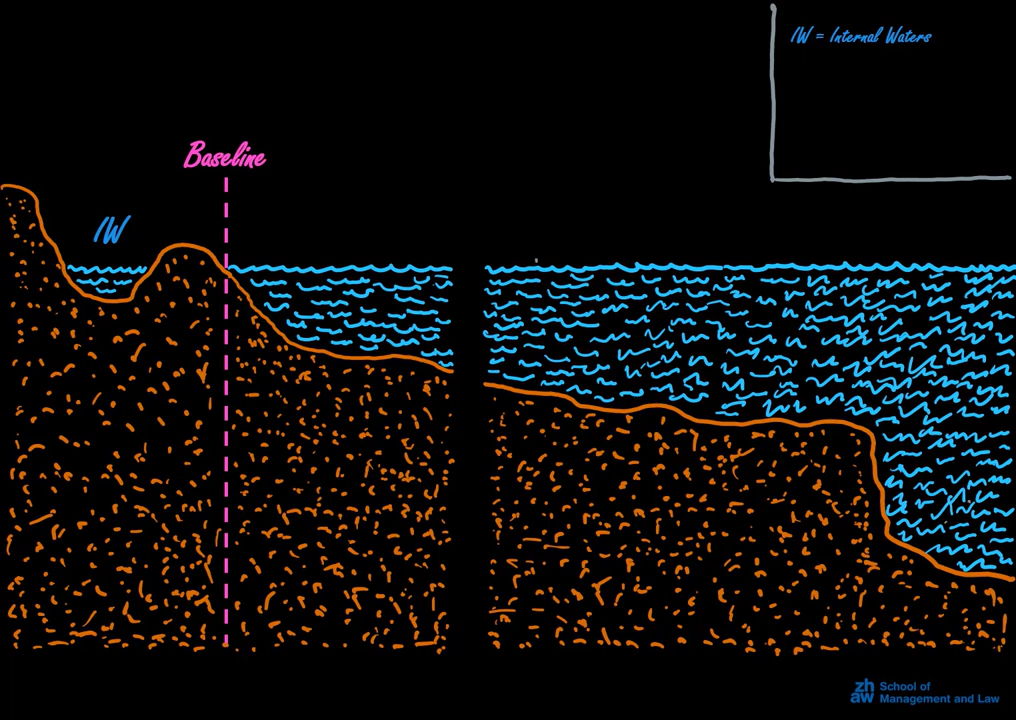 IW = Internal Waters
Baseline
IW
zh
aw
School of
Management and Law